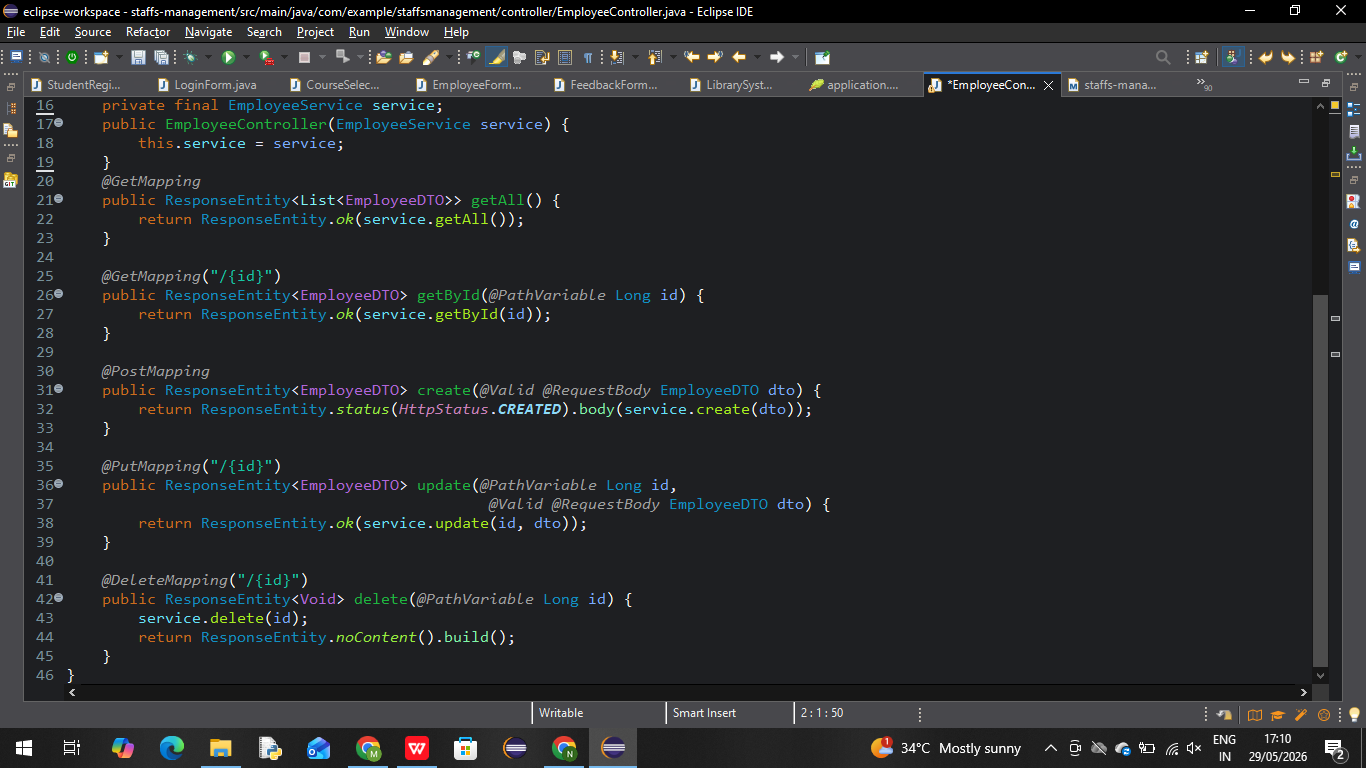 eclipse-workspace - staffs-management/src/main/java/com/example/staffsmanagement/controller/EmployeeController.java - Eclipse IDE
File Edit Source Refactor Navigate Search Project Run Window Help
StudentRegi... LoginForm.java CourseSelec... EmployeeForm... FeedbackForm... LibrarySyst... application.... *EmployeeCon... staffs-mana... »90
16 private final EmployeeService service;
17 public EmployeeController(EmployeeService service) {
18 this.service = service;
19 }
20 @GetMapping
21 public ResponseEntity<List<EmployeeDTO>> getAll() {
22 return ResponseEntity.ok(service.getAll());
23 }
24
25 @GetMapping("/{id}")
26 public ResponseEntity<EmployeeDTO> getById(@PathVariable Long id) {
27 return ResponseEntity.ok(service.getById(id));
28 }
29
30 @PostMapping
31 public ResponseEntity<EmployeeDTO> create(@Valid @RequestBody EmployeeDTO dto) {
32 return ResponseEntity.status(HttpStatus.CREATED).body(service.create(dto));
33 }
34
35 @PutMapping("/{id}")
36 public ResponseEntity<EmployeeDTO> update(@PathVariable Long id,
37 @Valid @RequestBody EmployeeDTO dto) {
38 return ResponseEntity.ok(service.update(id, dto));
39 }
40
41 @DeleteMapping("/{id}")
42 public ResponseEntity<Void> delete(@PathVariable Long id) {
43 service.delete(id);
44 return ResponseEntity.noContent().build();
45 }
46 }
Writable Smart Insert 2 : 1 : 50
1 34°C Mostly sunny ENG 17:10
IN 29/05/2026 2